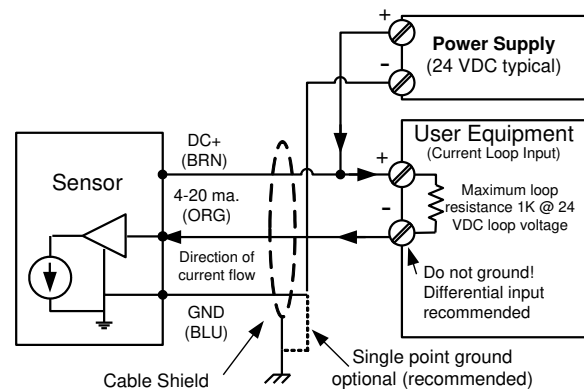 +
Power Supply
(24 VDC typical)
-
User Equipment
(Current Loop Input)
DC+
(BRN)
+
Sensor
4-20 ma.
(ORG)
Maximum loop
resistance 1K @ 24
VDC loop voltage
-
Direction of
current flow
Do not ground!
Differential input
recommended
GND
(BLU)
Single point ground
optional (recommended)
Cable Shield